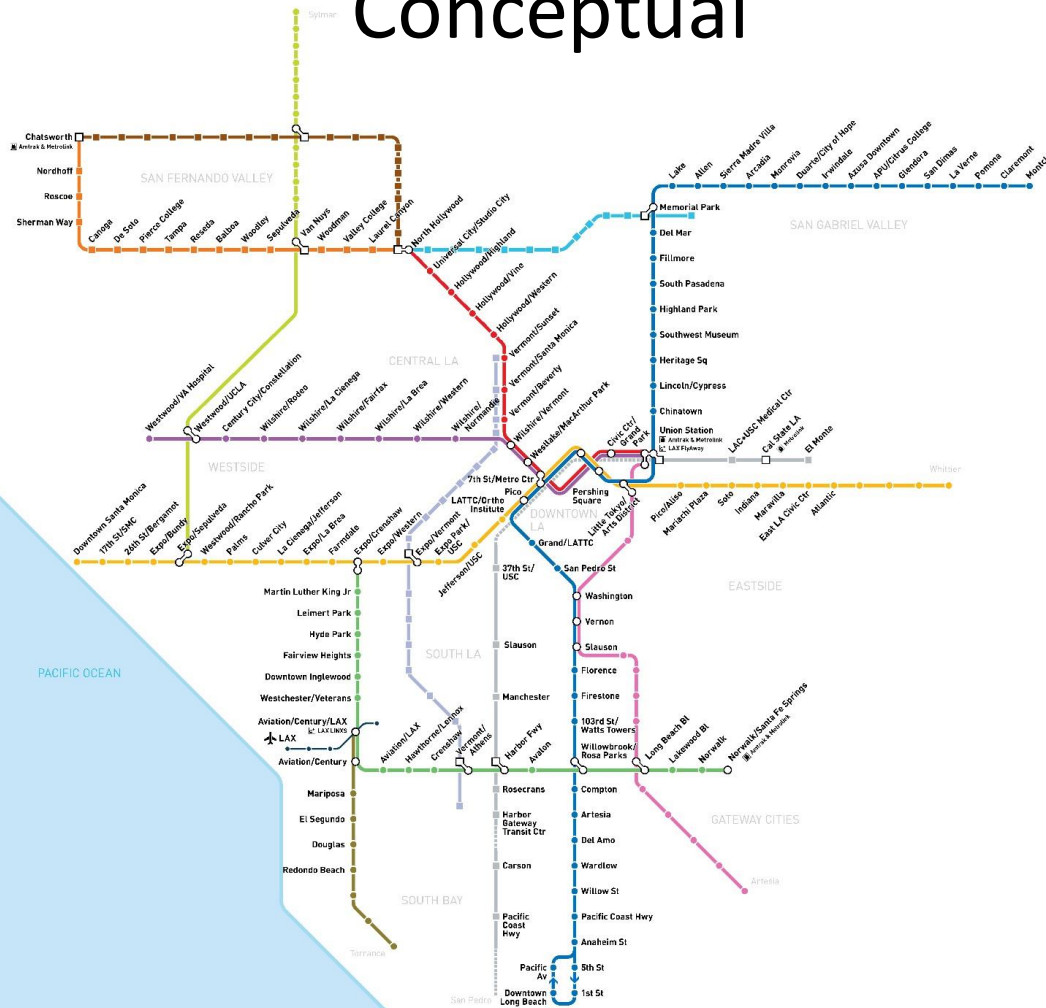 Conceptual
Sylmar
Chatsworth
Amtrak & Metrolink
Nordhoff
Roscoe
Sherman Way
SAN FERNANDO VALLEY
Canoga
De Soto
Pierce College
Tampa
Reseda
Balboa
Woodley
Sepulveda
Van Nuys
Woodman
Valley College
Laurel Canyon
North Hollywood
Universal City/Studio City
Hollywood/Highland
Hollywood/Vine
Hollywood/Western
Vermont/Sunset
Vermont/Santa Monica
Vermont/Beverly
Wilshire/Vermont
Westlake/MacArthur Park
Lake
Allen
Sierra Madre Villa
Arcadia
Monrovia
Duarte/City of Hope
Irwindale
Azusa Downtown
APU/Citrus College
Glendora
San Dimas
La Verne
Pomona
Claremont
Montc
SAN GABRIEL VALLEY
Memorial Park
Del Mar
Fillmore
South Pasadena
Highland Park
Southwest Museum
Heritage Sq
Lincoln/Cypress
Chinatown
Union Station
Amtrak & Metrolink
LAX FlyAway
LAC+USC Medical Ctr
Cal State LA
Metrolink
El Monte
CENTRAL LA
Westwood/VA Hospital
Westwood/UCLA
Century City/Constellation
Wilshire/Rodeo
Wilshire/La Cienega
Wilshire/Fairfax
Wilshire/La Brea
Wilshire/Western
Wilshire/
Normandie
WESTSIDE
Civic Ctr/
Grand
Park
7th St/Metro Ctr
Pico
LATTC/Ortho
Institute
Pershing
Square
DOWNTOWN
LA
Little Tokyo/
Arts District
Whittier
Pico/Aliso
Mariachi Plaza
Soto
Indiana
Maravilla
East LA Civic Ctr
Atlantic
Downtown Santa Monica
17th St/SMC
26th St/Bergamot
Expo/Bundy
Expo/Sepulveda
Westwood/Rancho Park
Palms
Culver City
La Cienega/Jefferson
Expo/La Brea
Farmdale
Expo/Crenshaw
Expo/Western
Expo/Vermont
Expo Park/
USC
Jefferson/USC
37th St/
USC
Grand/LATTC
San Pedro St
Washington
Vernon
Slauson
Florence
Firestone
103rd St/
Watts Towers
Willowbrook/
Rosa Parks
EASTSIDE
Martin Luther King Jr
Leimert Park
Hyde Park
Fairview Heights
Downtown Inglewood
Westchester/Veterans
Aviation/Century/LAX
LAX LINXS
LAX
Aviation/Century
PACIFIC OCEAN
SOUTH LA
Slauson
Manchester
Aviation/LAX
Hawthorne/Lennox
Crenshaw
Vermont/
Athens
Harbor Fwy
Avalon
Long Beach Bl
Lakewood Bl
Norwalk
Norwalk/Santa Fe Springs
Amtrak & Metrolink
Mariposa
El Segundo
Douglas
Redondo Beach
Torrance
SOUTH BAY
Rosecrans
Harbor
Gateway
Transit Ctr
Carson
Pacific
Coast
Hwy
San Pedro
Compton
Artesia
Del Amo
Wardlow
Willow St
Pacific Coast Hwy
Anaheim St
Pacific
Av
5th St
Downtown
Long Beach
1st St
GATEWAY CITIES
Artesia